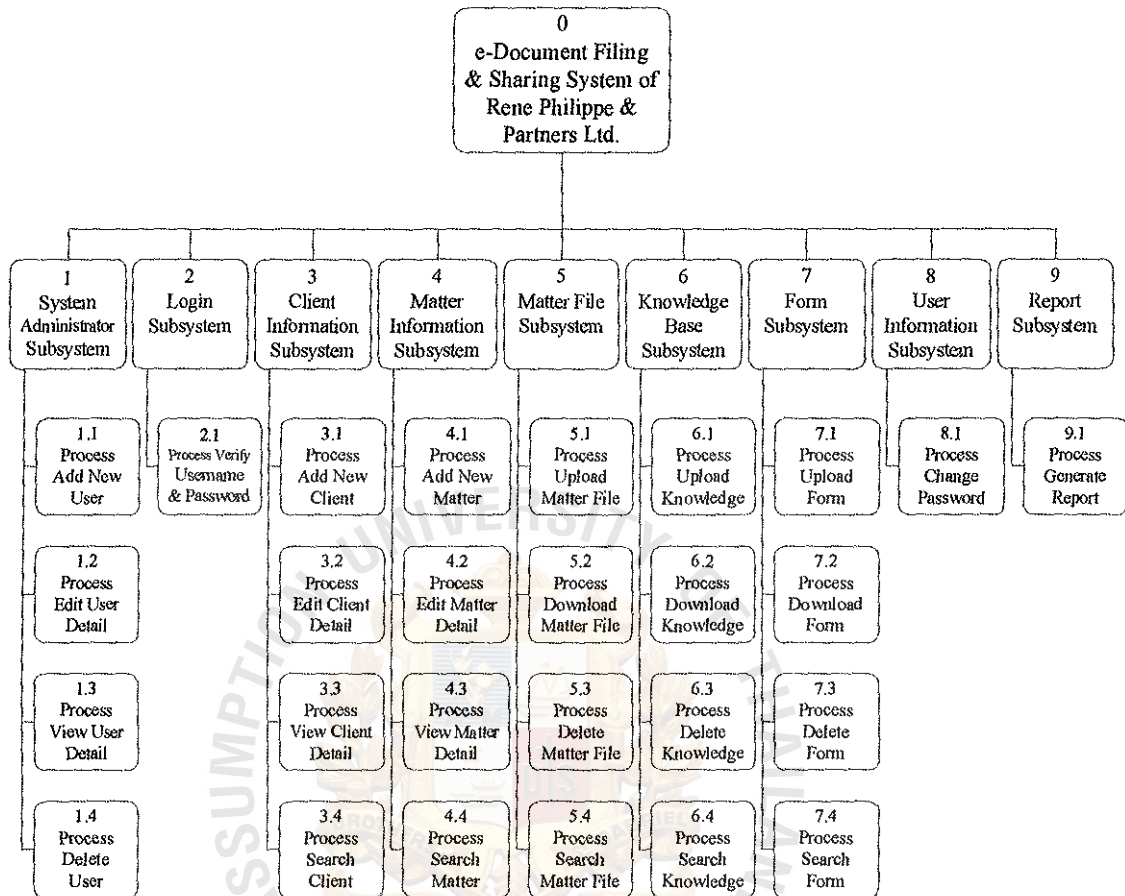 0
e-Document Filing
& Sharing System of
Rene Philippe &
Partners Ltd.
1
System
Administrator
Subsystem
2
Login
Subsystem
3
Client
Information
Subsystem
4
Matter
Information
Subsystem
5
Matter File
Subsystem
6
Knowledge
Base
Subsystem
7
Form
Subsystem
8
User
Information
Subsystem
9
Report
Subsystem
1.1
Process
Add New
User
2.1
Process Verify
Username
& Password
3.1
Process
Add New
Client
4.1
Process
Add New
Matter
5.1
Process
Upload
Matter File
6.1
Process
Upload
Knowledge
7.1
Process
Upload
Form
8.1
Process
Change
Password
9.1
Process
Generate
Report
1.2
Process
Edit User
Detail
3.2
Process
Edit Client
Detail
4.2
Process
Edit Matter
Detail
5.2
Process
Download
Matter File
6.2
Process
Download
Knowledge
7.2
Process
Download
Form
1.3
Process
View User
Detail
3.3
Process
View Client
Detail
4.3
Process
View Matter
Detail
5.3
Process
Delete
Matter File
6.3
Process
Delete
Knowledge
7.3
Process
Delete
Form
1.4
Process
Delete
User
3.4
Process
Search
Client
4.4
Process
Search
Matter
5.4
Process
Search
Matter File
6.4
Process
Search
Knowledge
7.4
Process
Search
Form
ASSUMPTION UNIVERSITY OF